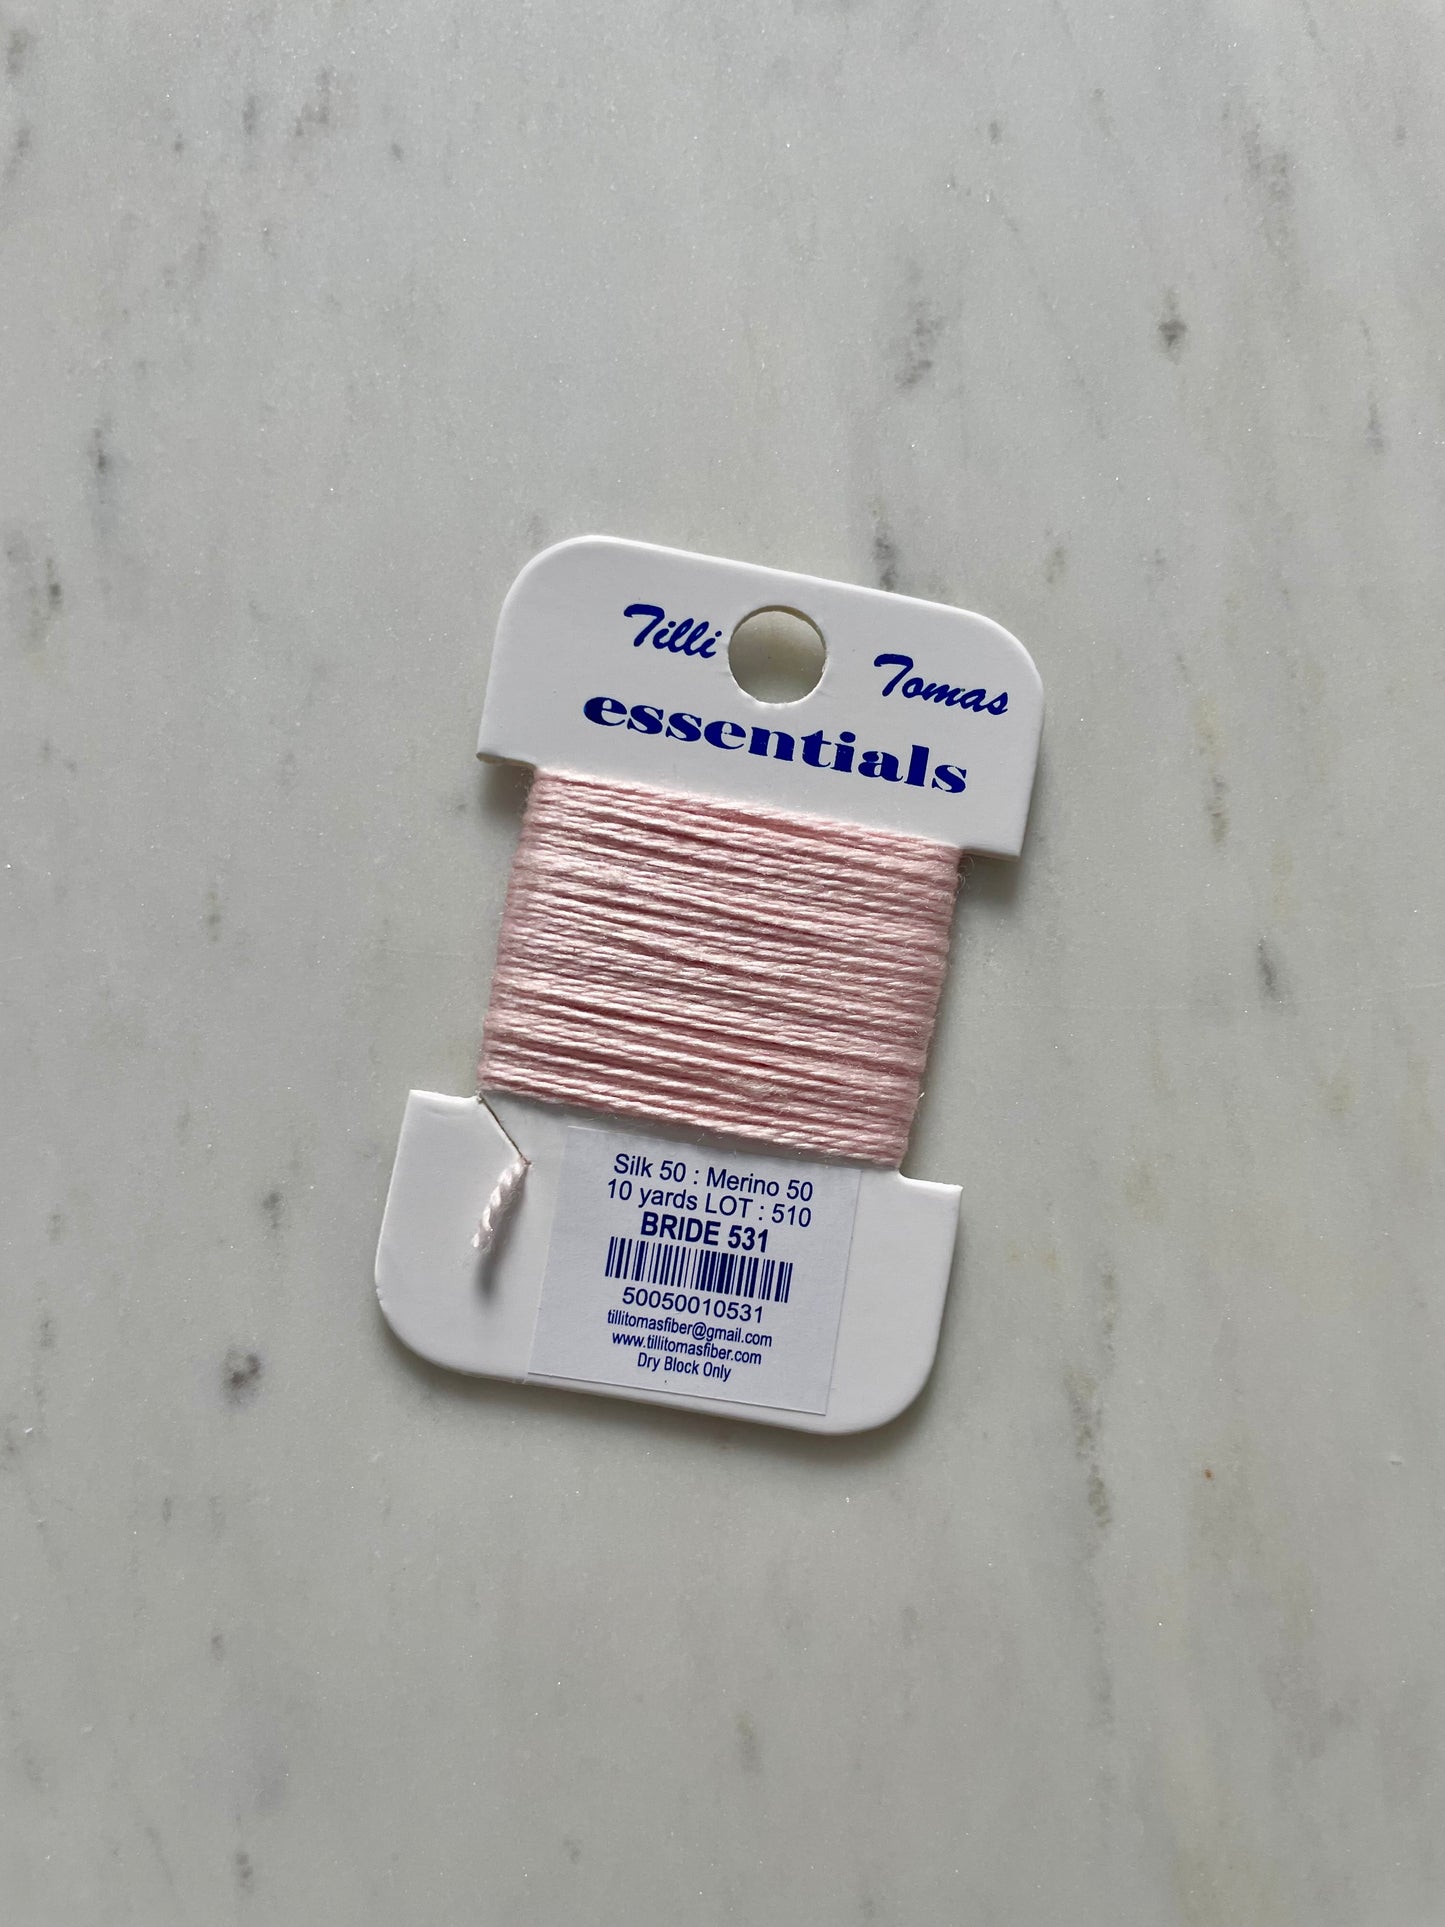 Tilli Tomas
essentials
Silk 50 : Merino 50
10 yards LOT : 510
BRIDE 531
50050010531
tillitomasfiber@gmail.com
www.tillitomasfiber.com
Dry Block Only